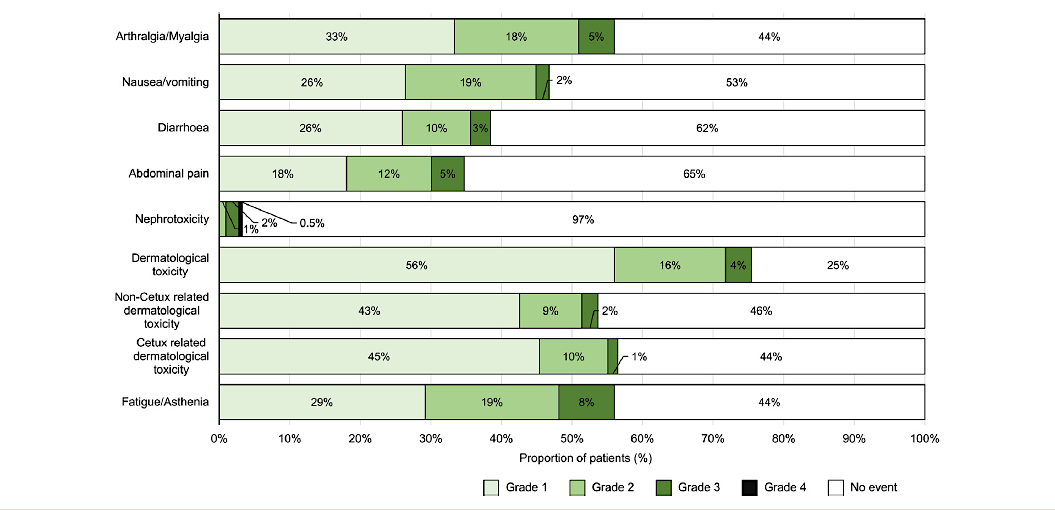 Arthralgia/Myalgia 33% 18% 5% 44%
Nausea/vomiting 26% 19% 2% 53%
Diarrhoea 26% 10% 3% 62%
Abdominal pain 18% 12% 5% 65%
Nephrotoxicity 1% 2% 0.5% 97%
Dermatological
toxicity 56% 16% 4% 25%
Non-Cetux related
dermatological
toxicity 43% 9% 2% 46%
Cetux related
dermatological
toxicity 45% 10% 1% 44%
Fatigue/Asthenia 29% 19% 8% 44%
0% 10% 20% 30% 40% 50% 60% 70% 80% 90% 100%
Proportion of patients (%)
Grade 1 Grade 2 Grade 3 Grade 4 No event